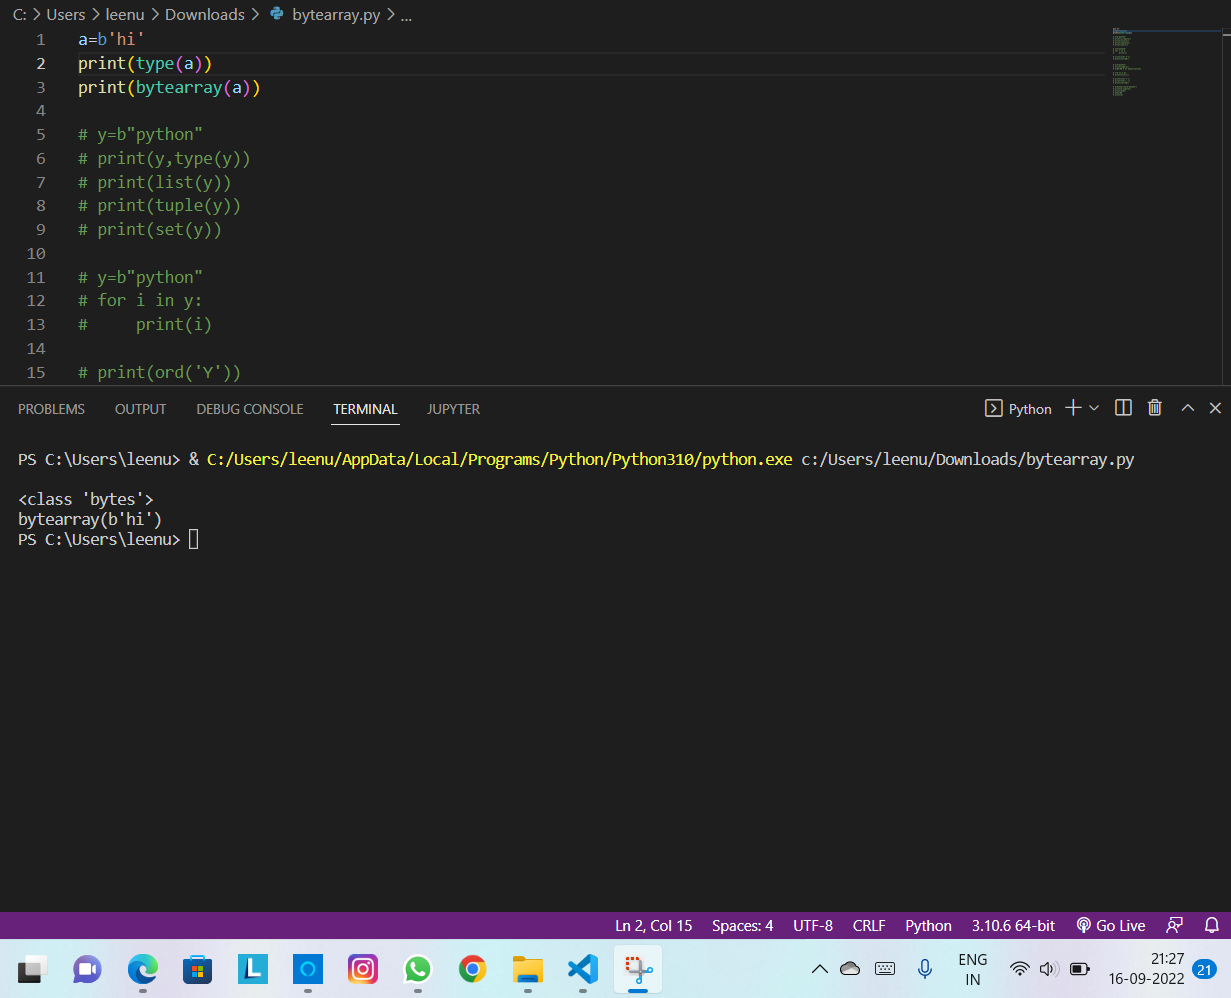 C: > Users > leenu > Downloads > bytearray.py > ...
1 a=b'hi'
2 print(type(a))
3 print(bytearray(a))
4
5 # y=b"python"
6 # print(y,type(y))
7 # print(list(y))
8 # print(tuple(y))
9 # print(set(y))
10
11 # y=b"python"
12 # for i in y:
13 #     print(i)
14
15 # print(ord('Y'))
PROBLEMS OUTPUT DEBUG CONSOLE TERMINAL JUPYTER Python
PS C:\Users\leenu> & C:/Users/leenu/AppData/Local/Programs/Python/Python310/python.exe c:/Users/leenu/Downloads/bytearray.py
<class 'bytes'>
bytearray(b'hi')
PS C:\Users\leenu>
Ln 2, Col 15 Spaces: 4 UTF-8 CRLF Python 3.10.6 64-bit Go Live
L
ENG 21:27
IN 16-09-2022 21